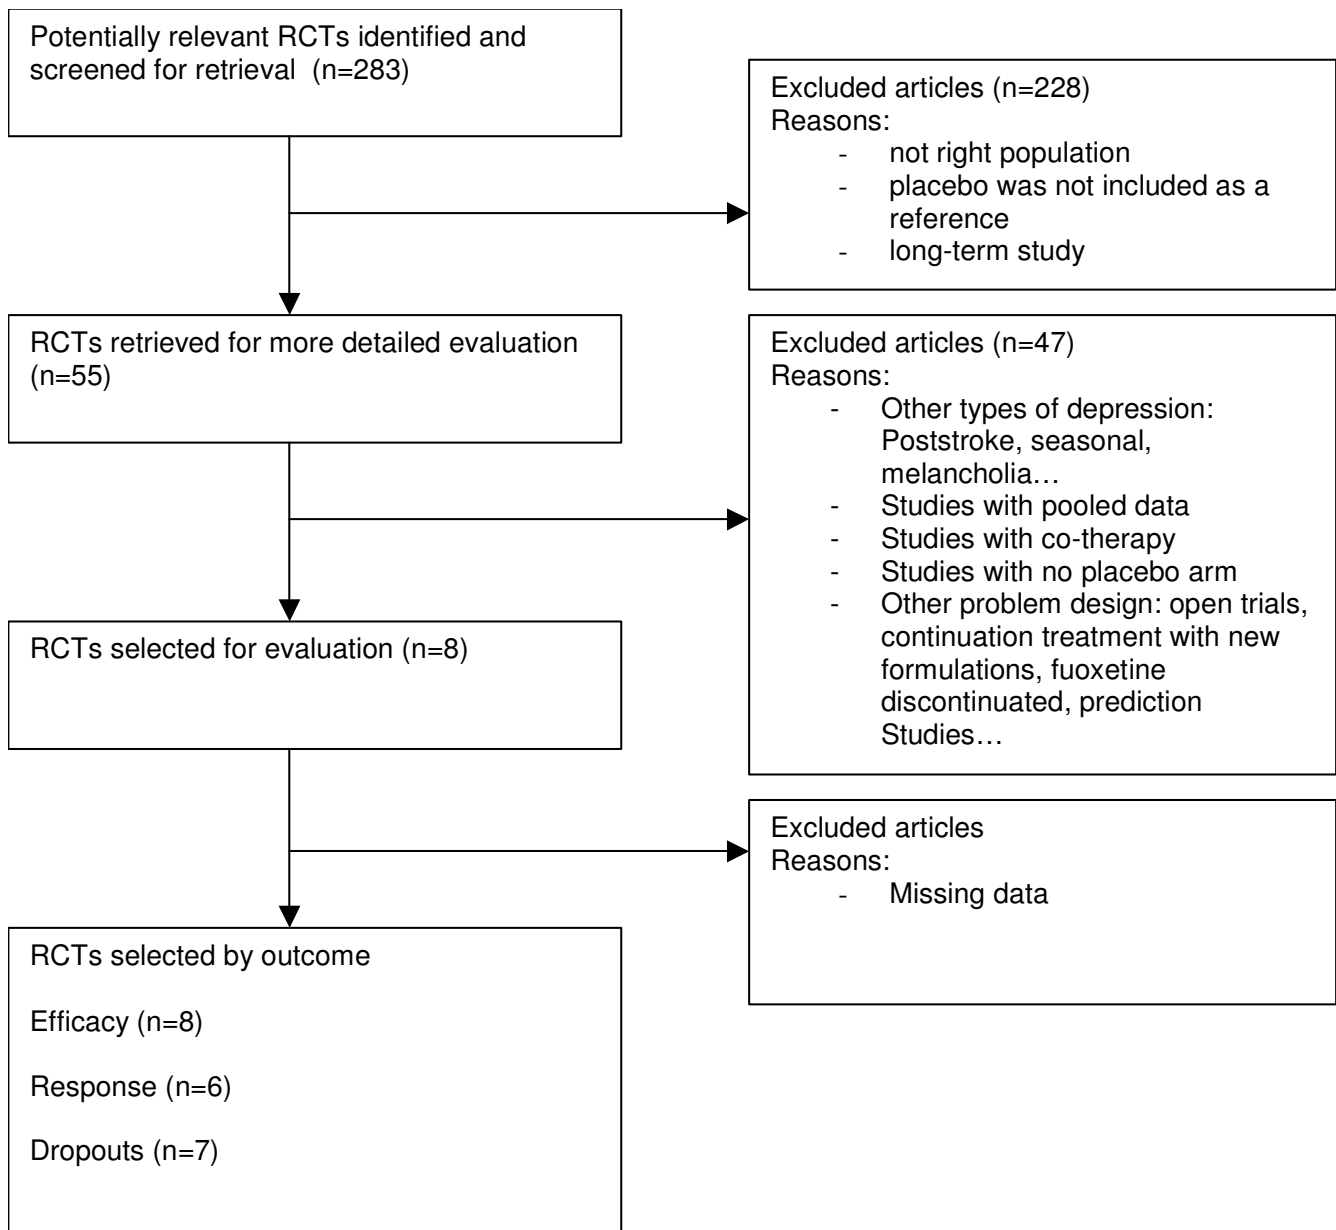 Potentially relevant RCTs identified and
screened for retrieval  (n=283)
Excluded articles (n=228)
Reasons:
- not right population
- placebo was not included as a
reference
- long-term study
RCTs retrieved for more detailed evaluation
(n=55)
Excluded articles (n=47)
Reasons:
- Other types of depression:
Poststroke, seasonal,
melancholia…
- Studies with pooled data
- Studies with co-therapy
- Studies with no placebo arm
- Other problem design: open trials,
continuation treatment with new
formulations, fuoxetine
discontinuated, prediction
Studies…
RCTs selected for evaluation (n=8)
Excluded articles
Reasons:
- Missing data
RCTs selected by outcome
Efficacy (n=8)
Response (n=6)
Dropouts (n=7)